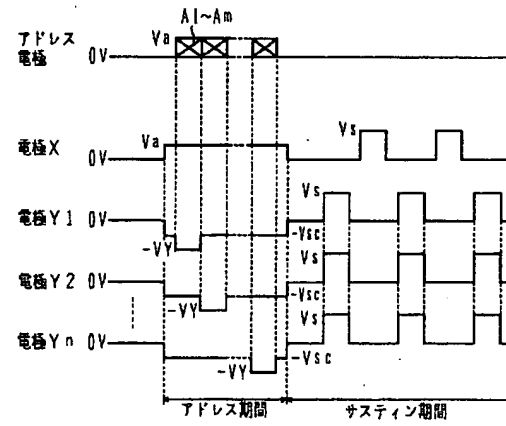 A1~Am
アドレス電極 Va 0V
電極X Va 0V Vs
電極Y1 0V -VY -Vsc Vs
電極Y2 0V -VY -Vsc Vs
電極Yn 0V -VY -Vsc Vs
アドレス期間 サスティン期間